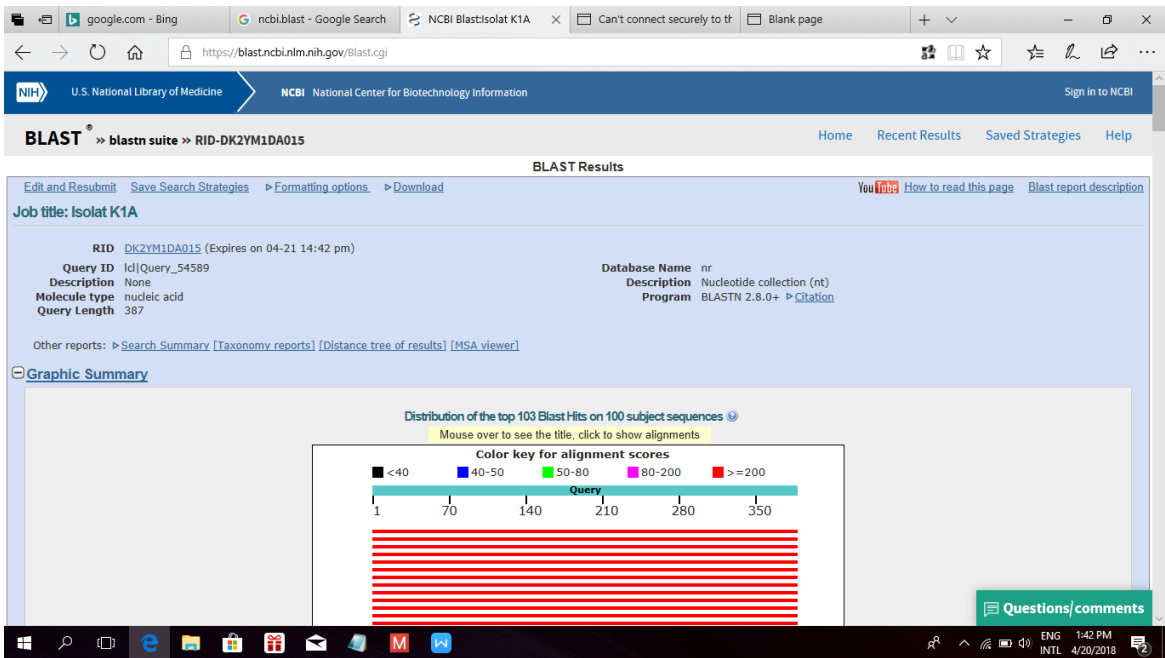 google.com - Bing
ncbi.blast - Google Search
NCBI Blast:Isolat K1A
Can't connect securely to th
Blank page
https://blast.ncbi.nlm.nih.gov/Blast.cgi
NIH U.S. National Library of Medicine NCBI National Center for Biotechnology Information Sign in to NCBI
BLAST ® » blastn suite » RID-DK2YM1DA015 Home Recent Results Saved Strategies Help
BLAST Results
Edit and Resubmit Save Search Strategies Formatting options Download YouTube How to read this page Blast report description
Job title: Isolat K1A
RID DK2YM1DA015 (Expires on 04-21 14:42 pm)
Query ID lcl|Query_54589 Database Name nr
Description None Description Nucleotide collection (nt)
Molecule type nucleic acid Program BLASTN 2.8.0+ Citation
Query Length 387
Other reports: Search Summary [Taxonomy reports] [Distance tree of results] [MSA viewer]
Graphic Summary
Distribution of the top 103 Blast Hits on 100 subject sequences
Mouse over to see the title, click to show alignments
Color key for alignment scores
<40 40-50 50-80 80-200 >=200
Query
1 70 140 210 280 350
Questions/comments
M W ENG 1:42 PM
INTL 4/20/2018 2